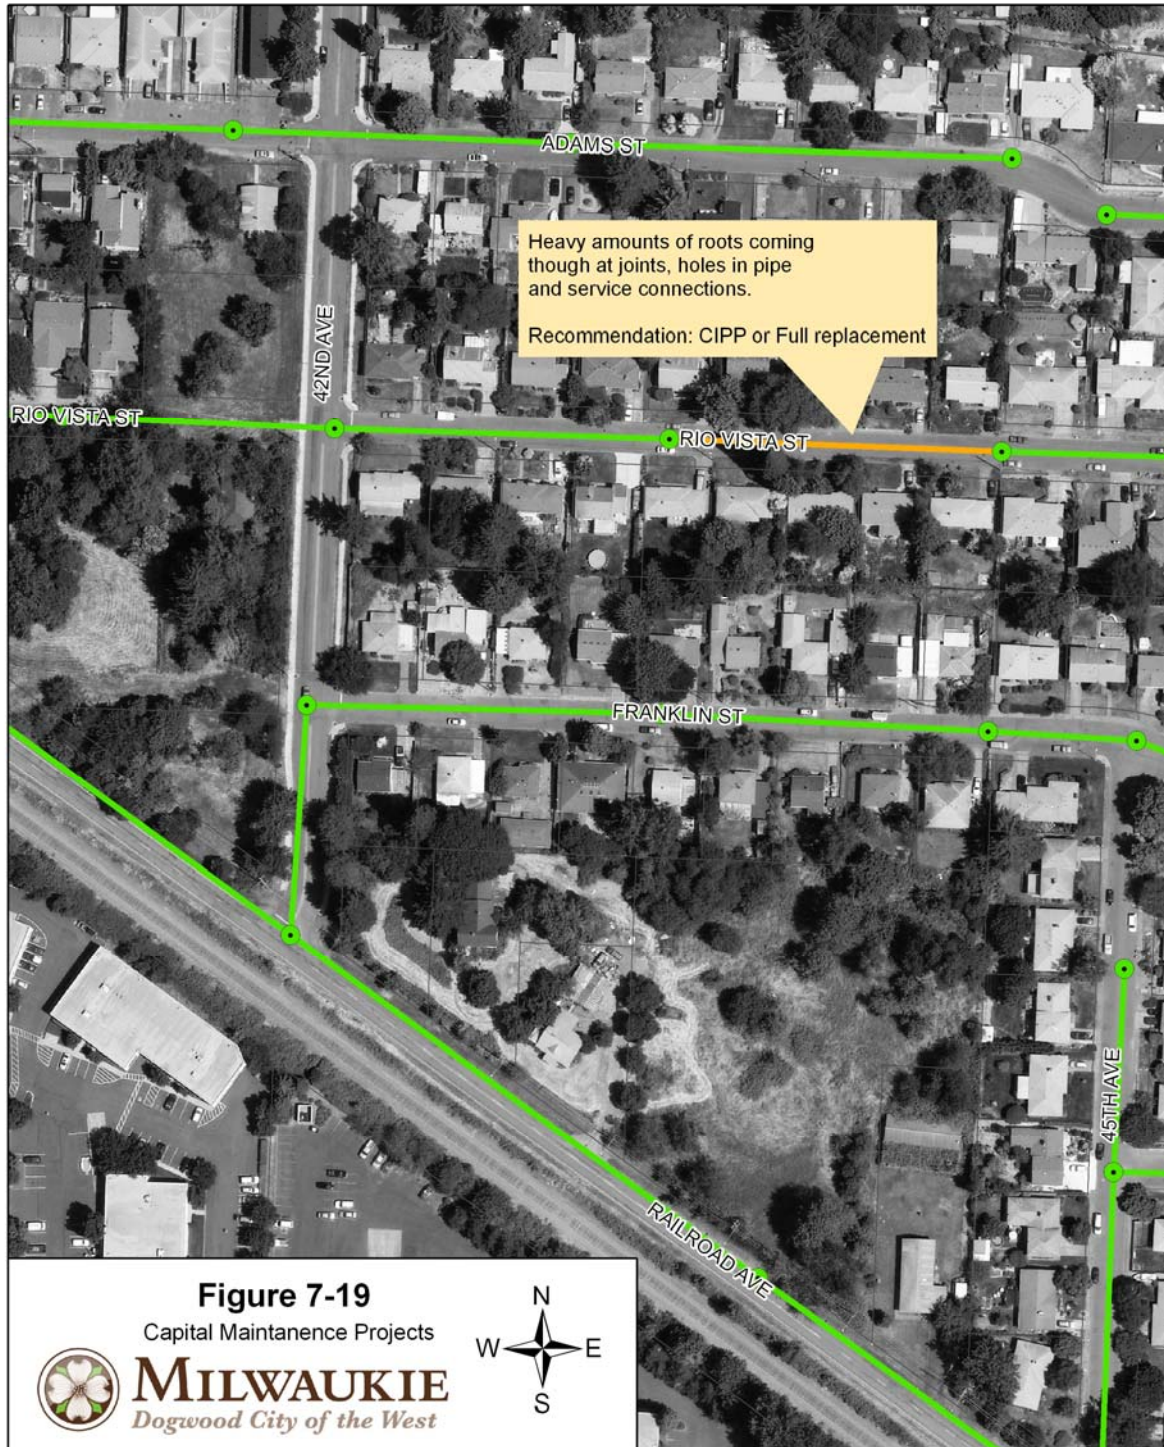 ADAMS ST
Heavy amounts of roots coming
though at joints, holes in pipe
and service connections.
Recommendation: CIPP or Full replacement
42ND AVE
RIO VISTA ST
RIO VISTA ST
FRANKLIN ST
45TH AVE
RAILROAD AVE
Figure 7-19
Capital Maintanence Projects
MILWAUKIE
Dogwood City of the West
N
W
E
S